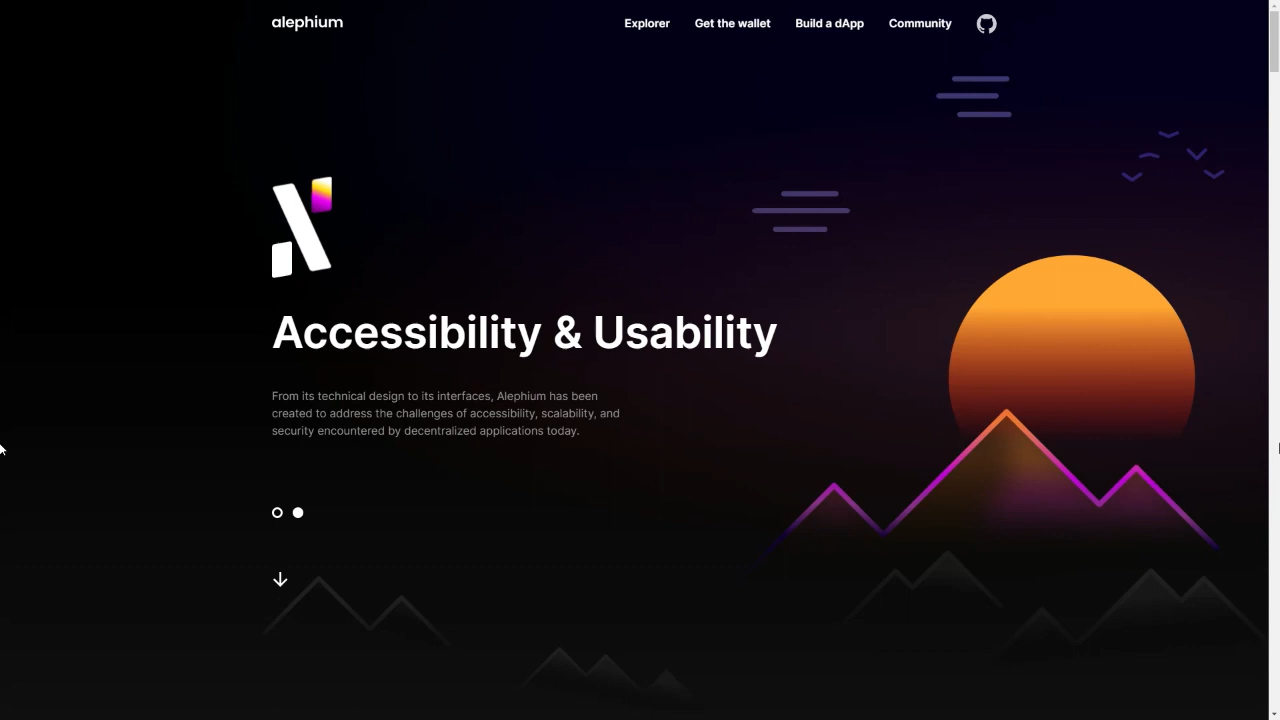 alephium
Explorer
Get the wallet
Build a dApp
Community
Accessibility & Usability
From its technical design to its interfaces, Alephium has been
created to address the challenges of accessibility, scalability, and
security encountered by decentralized applications today.